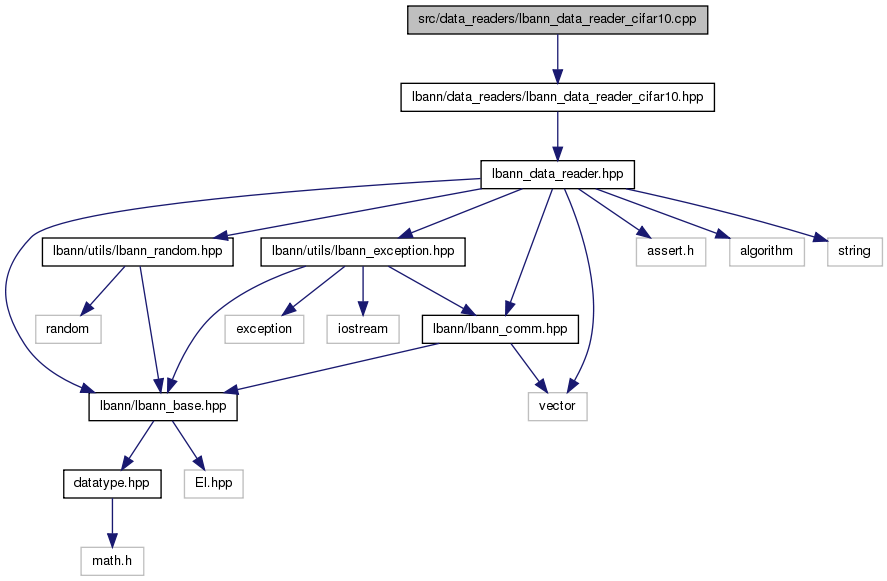 src/data_readers/lbann_data_reader_cifar10.cpp
lbann/data_readers/lbann_data_reader_cifar10.hpp
lbann_data_reader.hpp
lbann/utils/lbann_random.hpp
lbann/utils/lbann_exception.hpp
assert.h
algorithm
string
random
exception
iostream
lbann/lbann_comm.hpp
lbann/lbann_base.hpp
vector
datatype.hpp
El.hpp
math.h